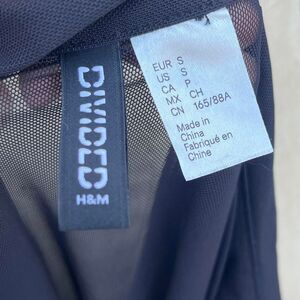 DIVIDED
H&M
EUR S
US S
CA P
MX CH
CN 165/88A
Made in
China
Fabriqué en
Chine